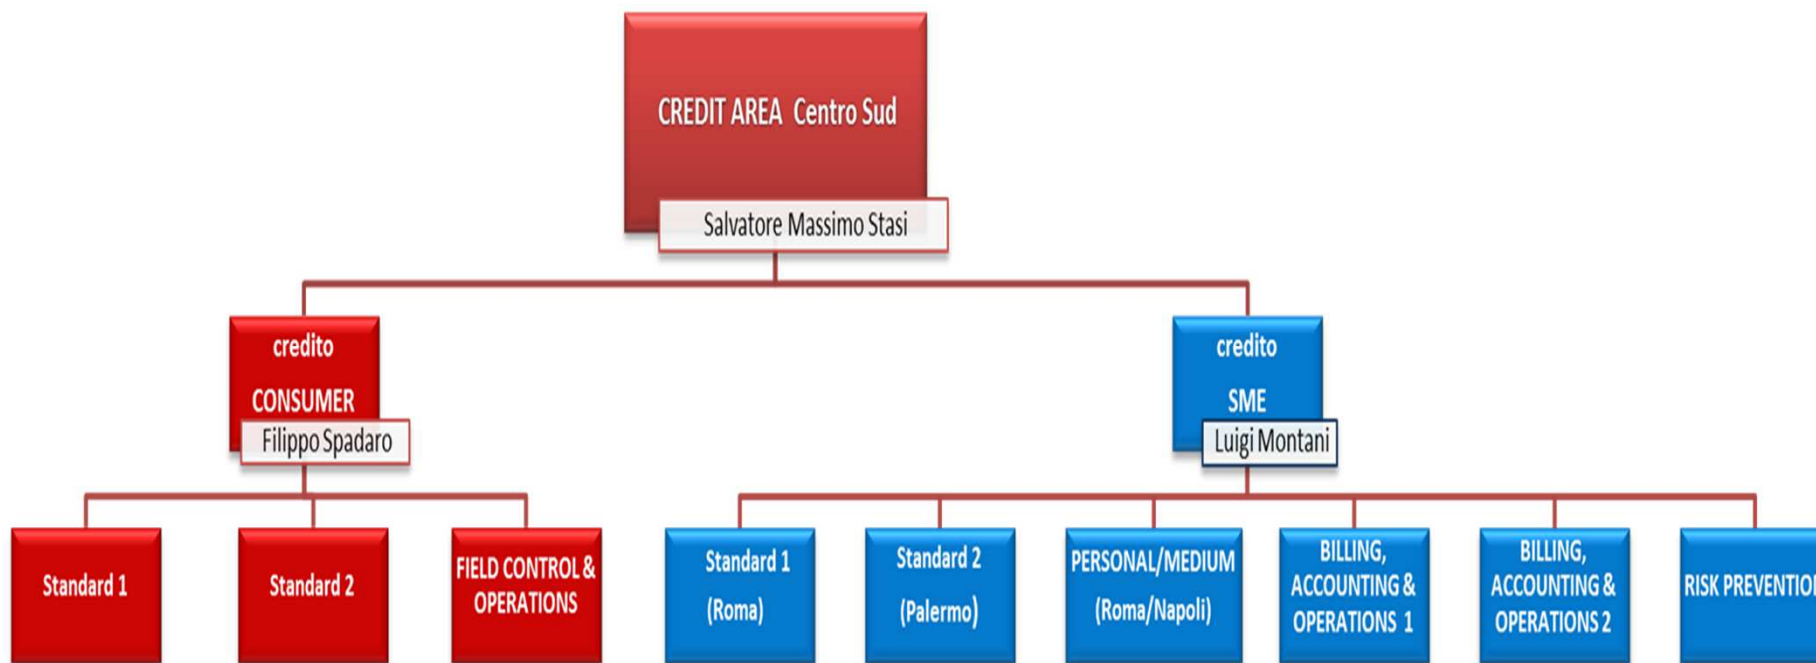 CREDIT AREA Centro Sud
Salvatore Massimo Stasi
credito
CONSUMER
Filippo Spadaro
credito
SME
Luigi Montani
Standard 1
Standard 2
FIELD CONTROL &
OPERATIONS
Standard 1
(Roma)
Standard 2
(Palermo)
PERSONAL/MEDIUM
(Roma/Napoli)
BILLING,
ACCOUNTING &
OPERATIONS 1
BILLING,
ACCOUNTING &
OPERATIONS 2
RISK PREVENTION